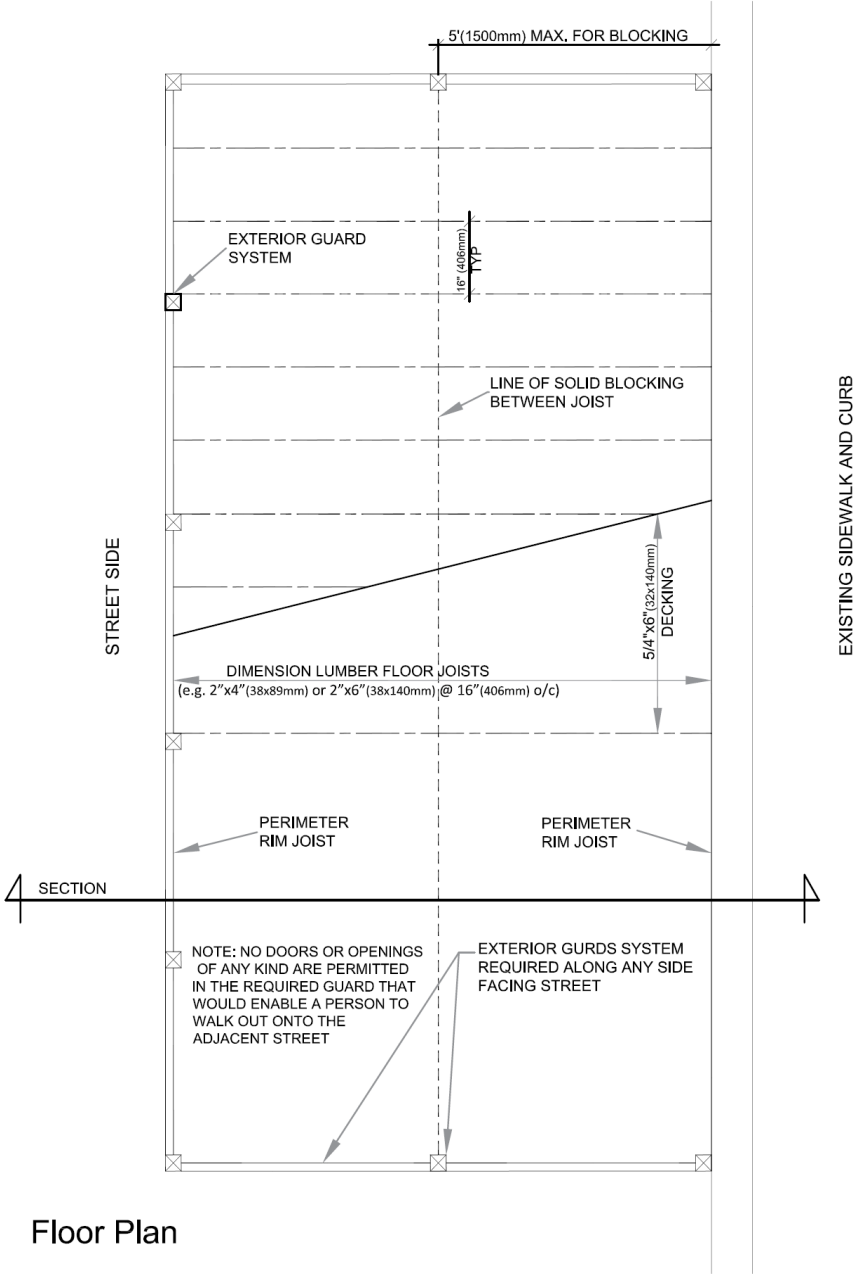 5'(1500mm) MAX. FOR BLOCKING
EXTERIOR GUARD
SYSTEM
16" (406mm)
TYP
LINE OF SOLID BLOCKING
BETWEEN JOIST
EXISTING SIDEWALK AND CURB
STREET SIDE
5/4"x6"(32x140mm)
DECKING
DIMENSION LUMBER FLOOR JOISTS
(e.g. 2"x4"(38x89mm) or 2"x6"(38x140mm) @ 16"(406mm) o/c)
PERIMETER
RIM JOIST
PERIMETER
RIM JOIST
SECTION
NOTE: NO DOORS OR OPENINGS
OF ANY KIND ARE PERMITTED
IN THE REQUIRED GUARD THAT
WOULD ENABLE A PERSON TO
WALK OUT ONTO THE
ADJACENT STREET
EXTERIOR GURDS SYSTEM
REQUIRED ALONG ANY SIDE
FACING STREET
Floor Plan